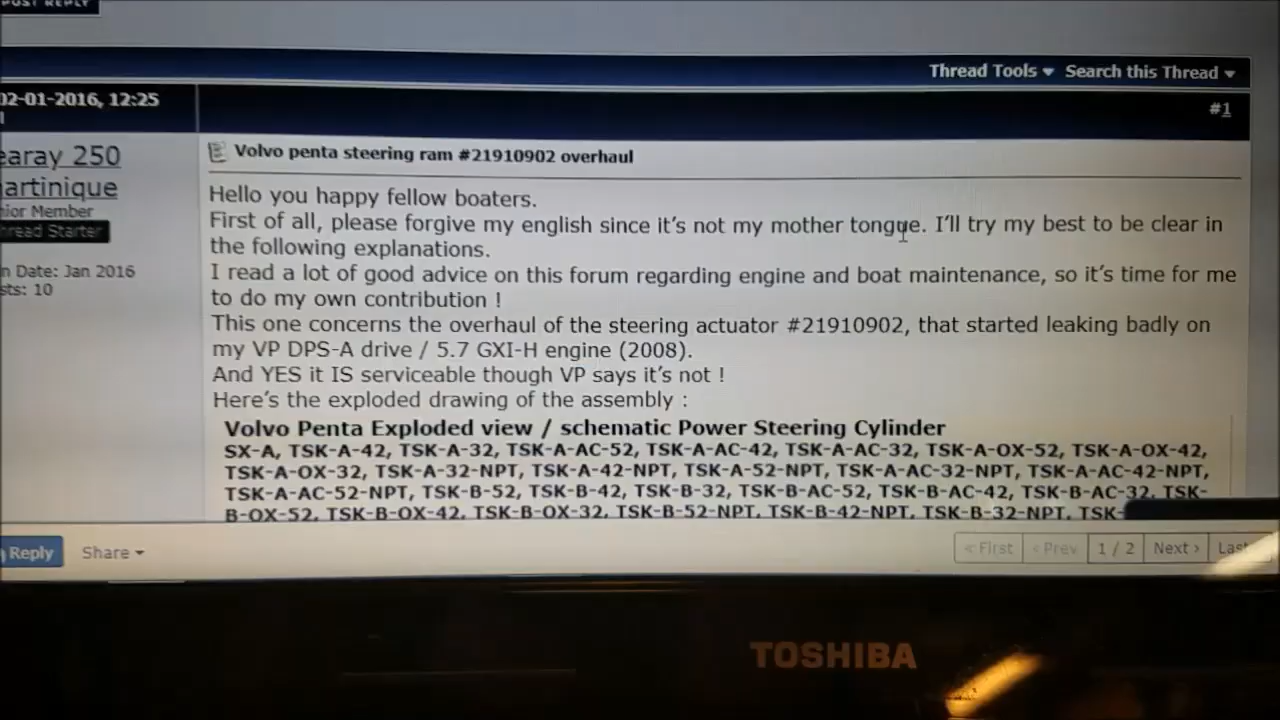 POST REPLY
Thread Tools Search this Thread
02-01-2016, 12:25
#1
earay 250
artinique
nior Member
hread Starter
n Date: Jan 2016
sts: 10
Volvo penta steering ram #21910902 overhaul
Hello you happy fellow boaters.
First of all, please forgive my english since it's not my mother tongue. I'll try my best to be clear in
the following explanations.
I read a lot of good advice on this forum regarding engine and boat maintenance, so it's time for me
to do my own contribution !
This one concerns the overhaul of the steering actuator #21910902, that started leaking badly on
my VP DPS-A drive / 5.7 GXI-H engine (2008).
And YES it IS serviceable though VP says it's not !
Here's the exploded drawing of the assembly :
Volvo Penta Exploded view / schematic Power Steering Cylinder
SX-A, TSK-A-42, TSK-A-32, TSK-A-AC-52, TSK-A-AC-42, TSK-A-AC-32, TSK-A-OX-52, TSK-A-OX-42,
TSK-A-OX-32, TSK-A-32-NPT, TSK-A-42-NPT, TSK-A-52-NPT, TSK-A-AC-32-NPT, TSK-A-AC-42-NPT,
TSK-A-AC-52-NPT, TSK-B-52, TSK-B-42, TSK-B-32, TSK-B-AC-52, TSK-B-AC-42, TSK-B-AC-32, TSK-
B-OX-52, TSK-B-OX-42, TSK-B-OX-32, TSK-B-52-NPT, TSK-B-42-NPT, TSK-B-32-NPT, TSK-
Reply Share
« First ‹ Prev 1 / 2 Next › Last
TOSHIBA